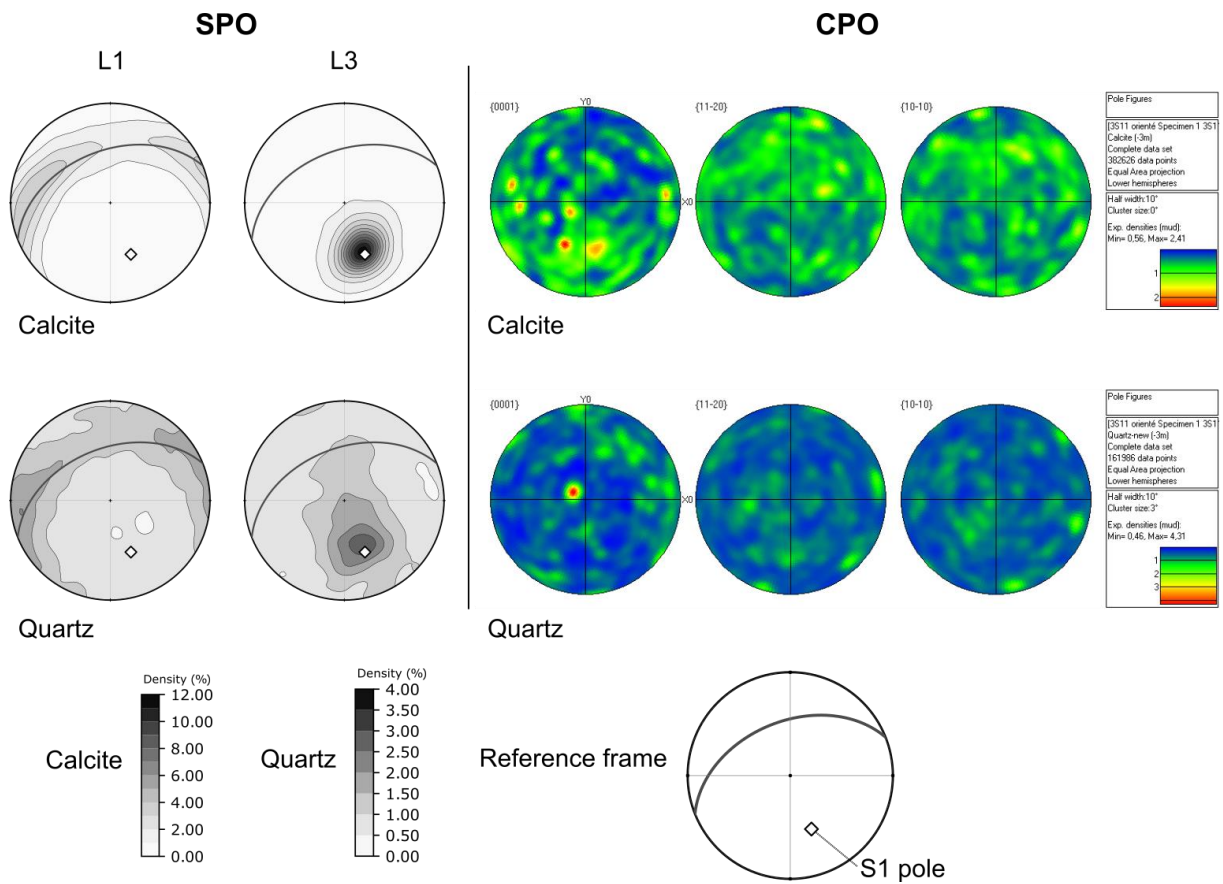 SPO
CPO
L1
L3
{0001}
Y0
{11-20}
{10-10}
X0
Pole Figures
[3S11 orienté Specimen 1 3S1
Calcite (-3m)
Complete data set
382626 data points
Equal Area projection
Lower hemispheres
Half width:10°
Cluster size:0°
Exp. densities (mud):
Min= 0,56, Max= 2,41
1
2
Calcite
Calcite
{0001}
Y0
{11-20}
{10-10}
X0
Pole Figures
[3S11 orienté Specimen 1 3S1
Quartz-new (-3m)
Complete data set
161986 data points
Equal Area projection
Lower hemispheres
Half width:10°
Cluster size:3°
Exp. densities (mud):
Min= 0,46, Max= 4,31
1
2
3
Quartz
Quartz
Calcite
Density (%)
12.00
10.00
8.00
6.00
4.00
2.00
0.00
Quartz
Density (%)
4.00
3.50
3.00
2.50
2.00
1.50
1.00
0.50
0.00
Reference frame
S1 pole